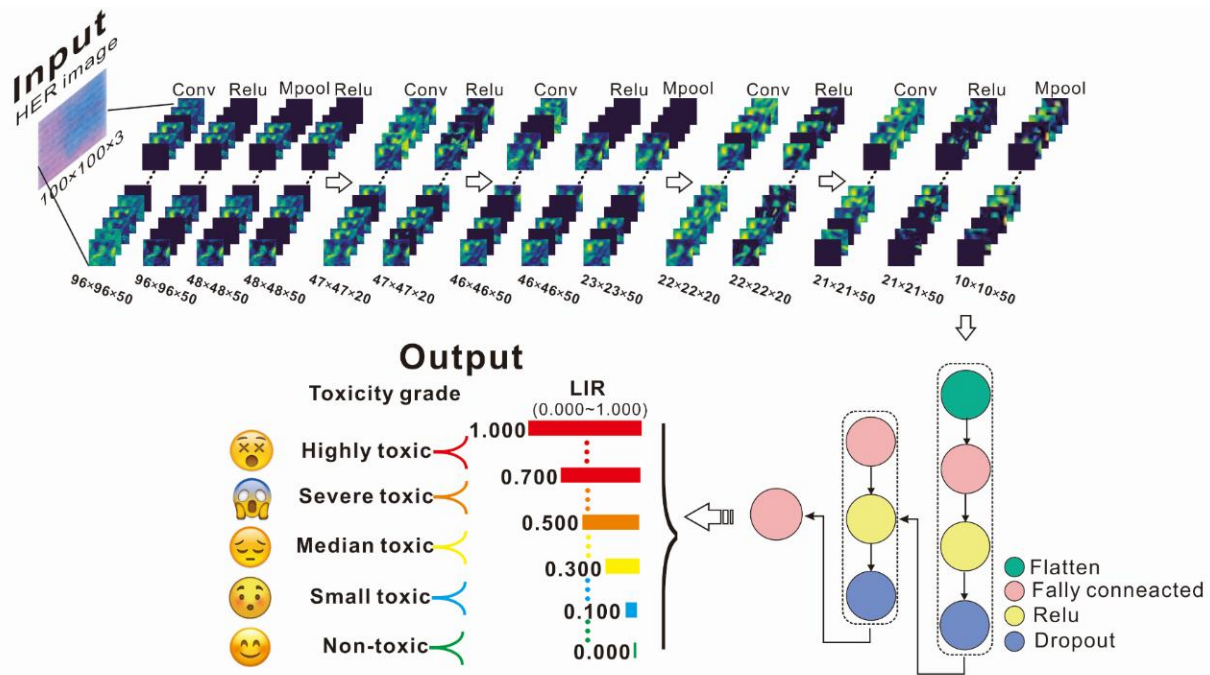 Input
HER image
100×100×3
Conv Relu Mpool Relu Conv Relu Conv Relu Mpool Conv Relu Conv Relu Mpool
96×96×50 96×96×50 48×48×50 48×48×50 47×47×20 47×47×20 46×46×50 46×46×50 23×23×50 22×22×20 22×22×20 21×21×50 21×21×50 10×10×50
Output
Toxicity grade
LIR
(0.000~1.000)
1.000
Highly toxic
0.700
Severe toxic
0.500
Median toxic
0.300
Small toxic
0.100
Non-toxic
0.000
Flatten
Fally conneacted
Relu
Dropout